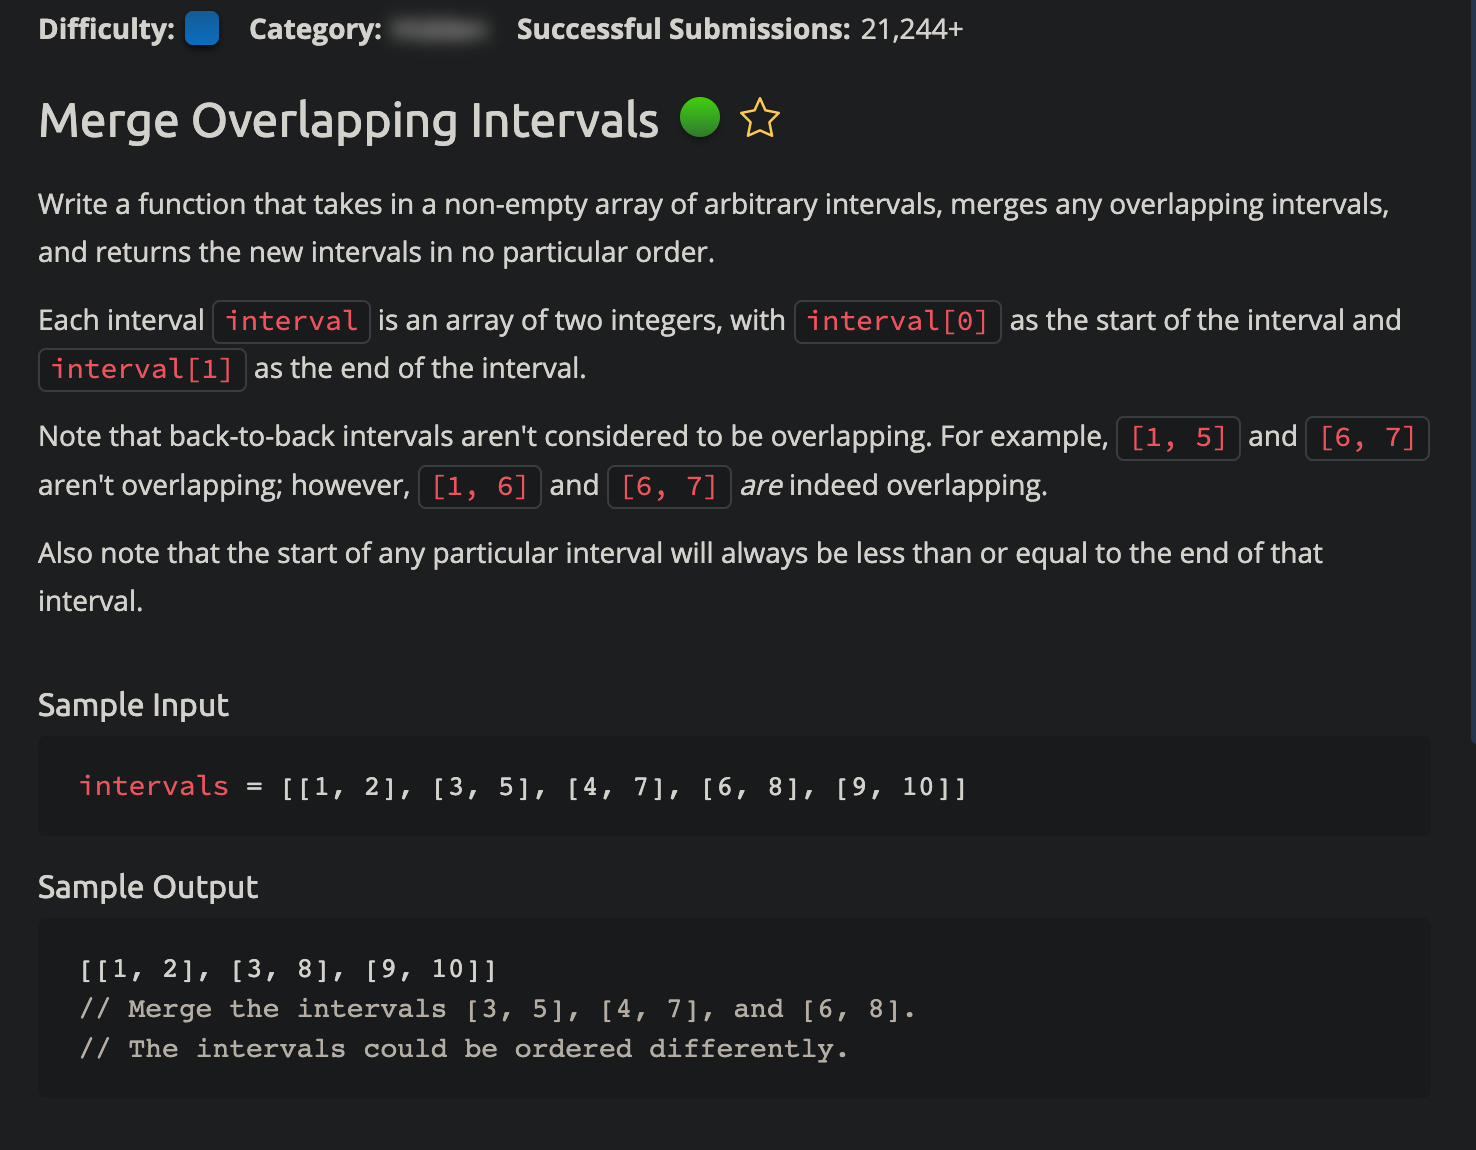 Difficulty: Category: Successful Submissions: 21,244+
Merge Overlapping Intervals
Write a function that takes in a non-empty array of arbitrary intervals, merges any overlapping intervals,
and returns the new intervals in no particular order.
Each interval interval is an array of two integers, with interval[0] as the start of the interval and
interval[1] as the end of the interval.
Note that back-to-back intervals aren't considered to be overlapping. For example, [1, 5] and [6, 7]
aren't overlapping; however, [1, 6] and [6, 7] are indeed overlapping.
Also note that the start of any particular interval will always be less than or equal to the end of that
interval.
Sample Input
intervals = [[1, 2], [3, 5], [4, 7], [6, 8], [9, 10]]
Sample Output
[[1, 2], [3, 8], [9, 10]]
// Merge the intervals [3, 5], [4, 7], and [6, 8].
// The intervals could be ordered differently.